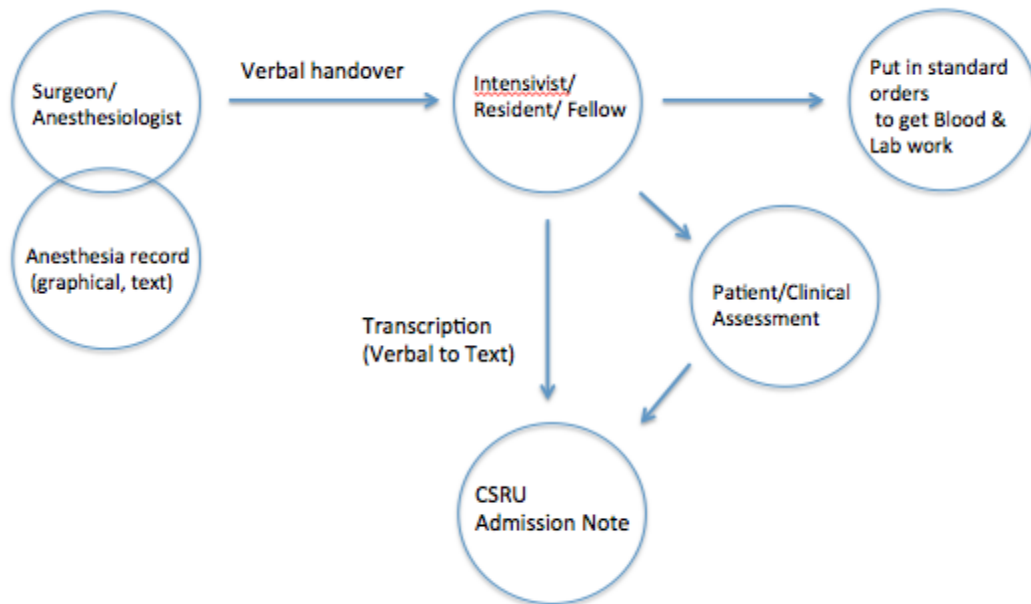 Surgeon/
Anesthesiologist
Verbal handover
Intensivist/
Resident/ Fellow
Put in standard
orders
to get Blood &
Lab work
Anesthesia record
(graphical, text)
Patient/Clinical
Assessment
Transcription
(Verbal to Text)
CSRU
Admission Note